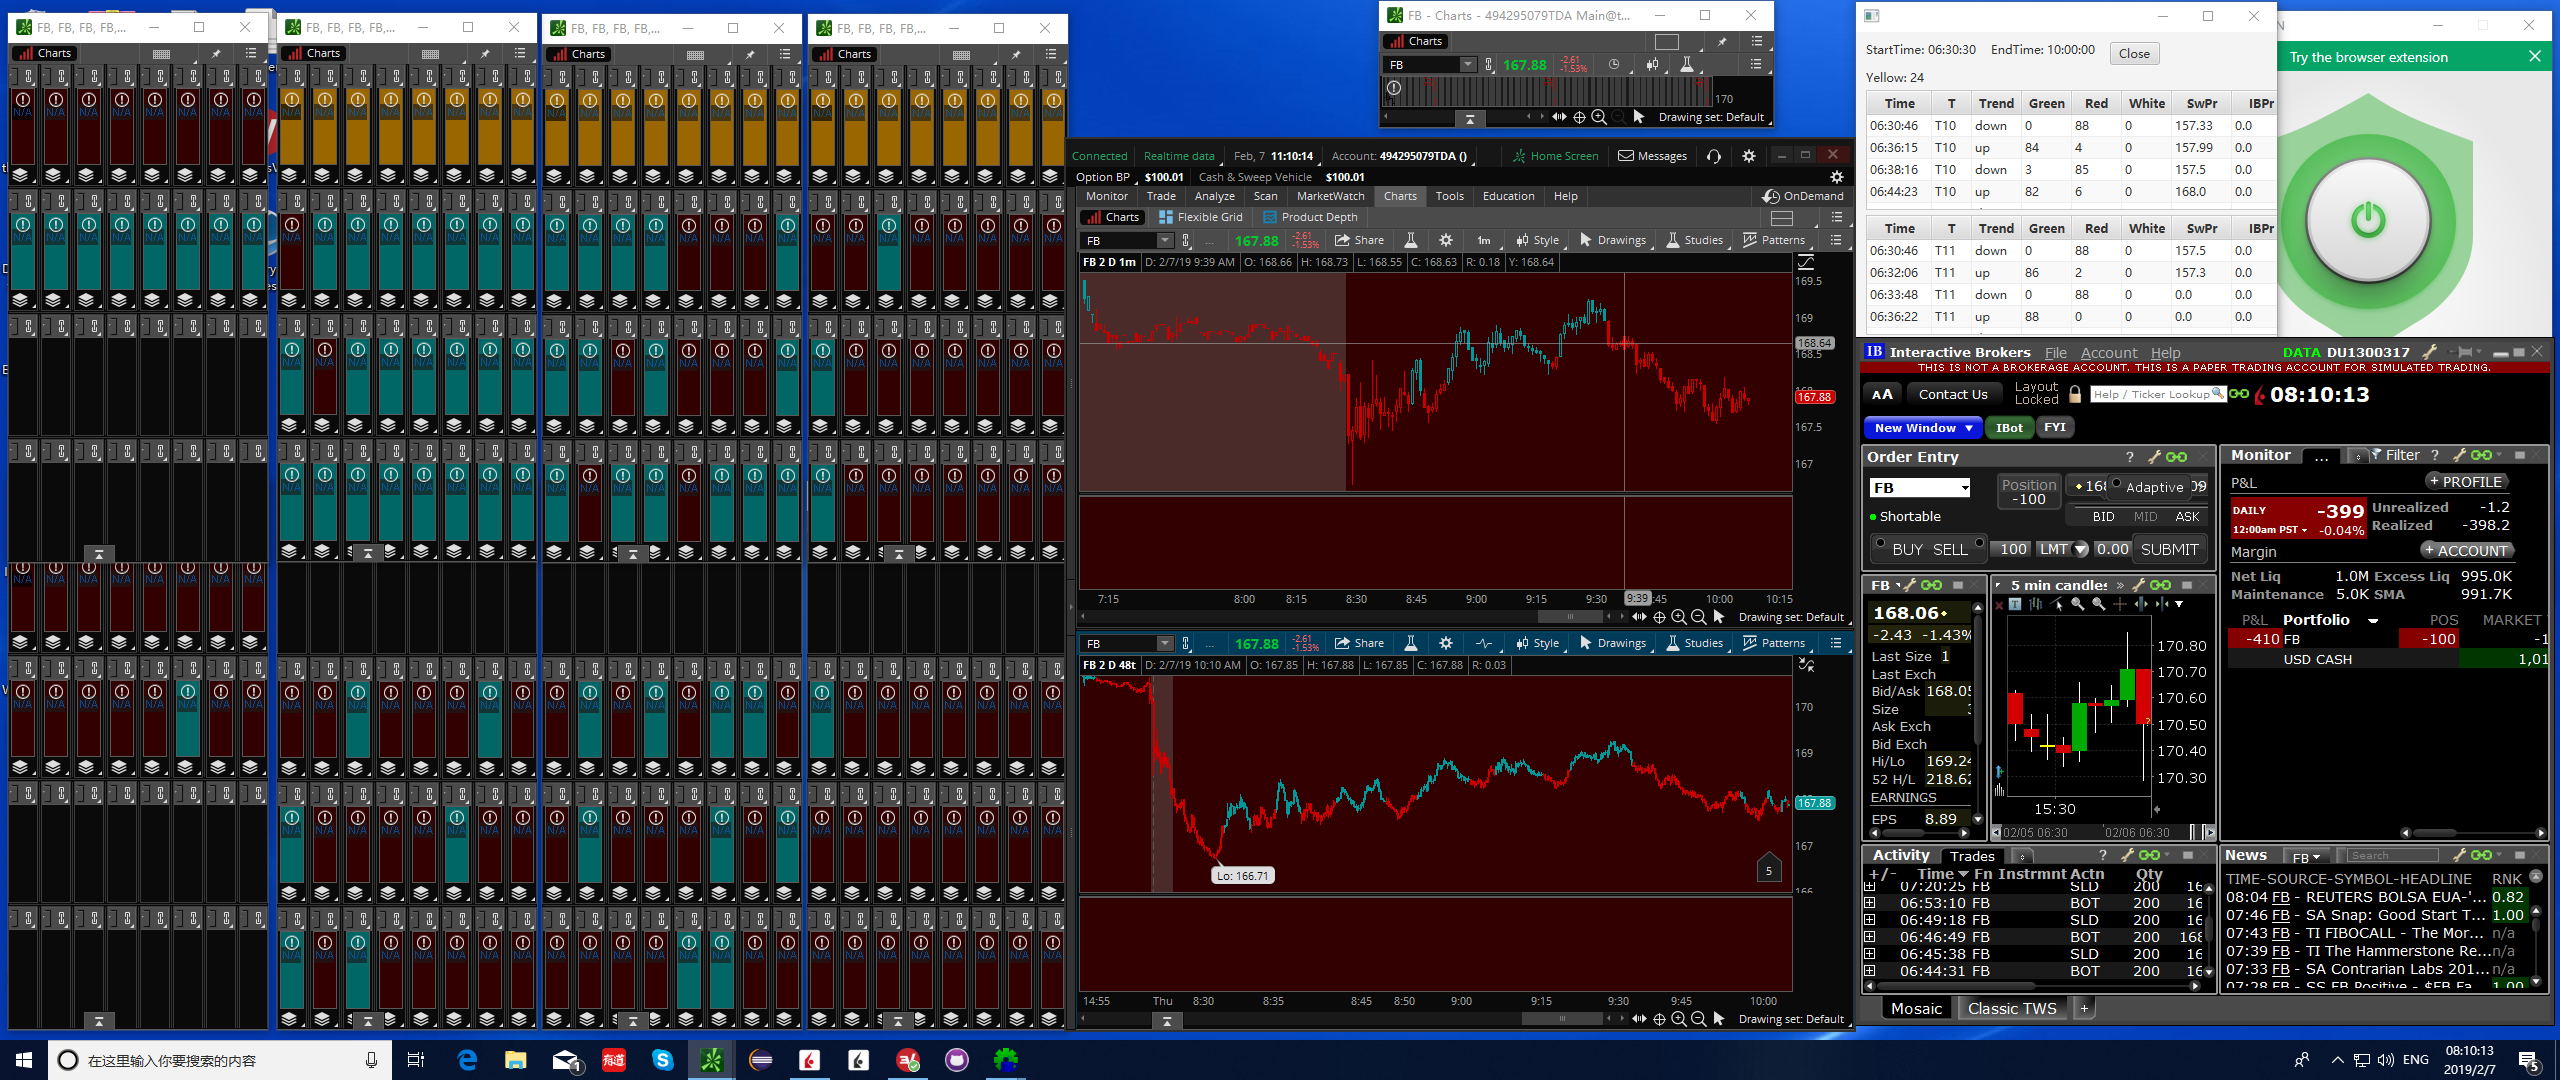 FB, FB, FB, FB,...
Charts
FB, FB, FB, FB,...
Charts
FB, FB, FB, FB,...
Charts
FB, FB, FB, FB,...
Charts
N/A
FB - Charts - 494295079TDA Main@t...
Charts
FB 167.88 -2.61 -1.53%
170
Drawing set: Default
Connected Realtime data Feb, 7 11:10:14 Account: 494295079TDA () Home Screen Messages
Option BP $100.01 Cash & Sweep Vehicle $100.01
Monitor Trade Analyze Scan MarketWatch Charts Tools Education Help OnDemand
Charts Flexible Grid Product Depth
FB ... 167.88 -2.61 -1.53% Share 1m Style Drawings Studies Patterns
FB 2 D 1m D: 2/7/19 9:39 AM O: 168.66 H: 168.73 L: 168.55 C: 168.63 R: 0.18 Y: 168.64
169.5
169
168.64
168.5
167.88
167.5
167
7:15 8:00 8:15 8:30 8:45 9:00 9:15 9:30 9:39 :45 10:00 10:15
Drawing set: Default
FB ... 167.88 -2.61 -1.53% Share Style Drawings Studies Patterns
FB 2 D 48t D: 2/7/19 10:10 AM O: 167.85 H: 167.88 L: 167.85 C: 167.88 R: 0.03
170
169
167.88
167
166
Lo: 166.71
5
14:55 Thu 8:30 8:35 8:45 8:50 9:00 9:15 9:30 9:45 10:00
Drawing set: Default
StartTime: 06:30:30 EndTime: 10:00:00 Close
Yellow: 24
Time T Trend Green Red White SwPr IBPr
06:30:46 T10 down 0 88 0 157.33 0.0
06:36:15 T10 up 84 4 0 157.99 0.0
06:38:16 T10 down 3 85 0 157.5 0.0
06:44:23 T10 up 82 6 0 168.0 0.0
Time T Trend Green Red White SwPr IBPr
06:30:46 T11 down 0 88 0 157.5 0.0
06:32:06 T11 up 86 2 0 157.3 0.0
06:33:48 T11 down 0 88 0 0.0 0.0
06:36:22 T11 up 88 0 0 0.0 0.0
N
Try the browser extension
IB Interactive Brokers File Account Help DATA DU1300317
THIS IS NOT A BROKERAGE ACCOUNT. THIS IS A PAPER TRADING ACCOUNT FOR SIMULATED TRADING.
AA Contact Us Layout Locked Help / Ticker Lookup 08:10:13
New Window IBot FYI
Order Entry ?
FB Position -100 Adaptive
Shortable BID MID ASK
BUY SELL 100 LMT 0.00 SUBMIT
Monitor ... Filter ?
P&L + PROFILE
DAILY -399 Unrealized -1.2
12:00am PST -0.04% Realized -398.2
Margin + ACCOUNT
Net Liq 1.0M Excess Liq 995.0K
Maintenance 5.0K SMA 991.7K
P&L Portfolio POS MARKET
-410 FB -100 -1
USD CASH 1,01
FB
168.06
-2.43 -1.43%
Last Size 1
Last Exch
Bid/Ask 168.05
Size
Ask Exch
Bid Exch
Hi/Lo 169.24
52 H/L 218.62
EARNINGS
EPS 8.89
5 min candles
170.80
170.70
170.60
170.50
170.40
170.30
15:30
02/05 06:30 02/06 06:30
Activity Trades ?
+/- Time Fn Instrmnt Actn Qty
07:20:25 FB SLD 200 16
06:53:10 FB BOT 200 16
06:49:18 FB SLD 200 16
06:46:49 FB BOT 200 168
06:45:38 FB SLD 200 16
06:44:31 FB BOT 200 16
News FB Search
TIME-SOURCE-SYMBOL-HEADLINE RNK
08:04 FB - REUTERS BOLSA EUA-'... 0.82
07:46 FB - SA Snap: Good Start T... 1.00
07:43 FB - TI FIBOCALL - The Mor... n/a
07:39 FB - TI The Hammerstone Re... n/a
07:33 FB - SA Contrarian Labs 201... n/a
07:28 FB - SS FB Positive - $FB Fa... 1.00
Mosaic Classic TWS +
在这里输入你要搜索的内容
有道
ENG
08:10:13
2019/2/7
5